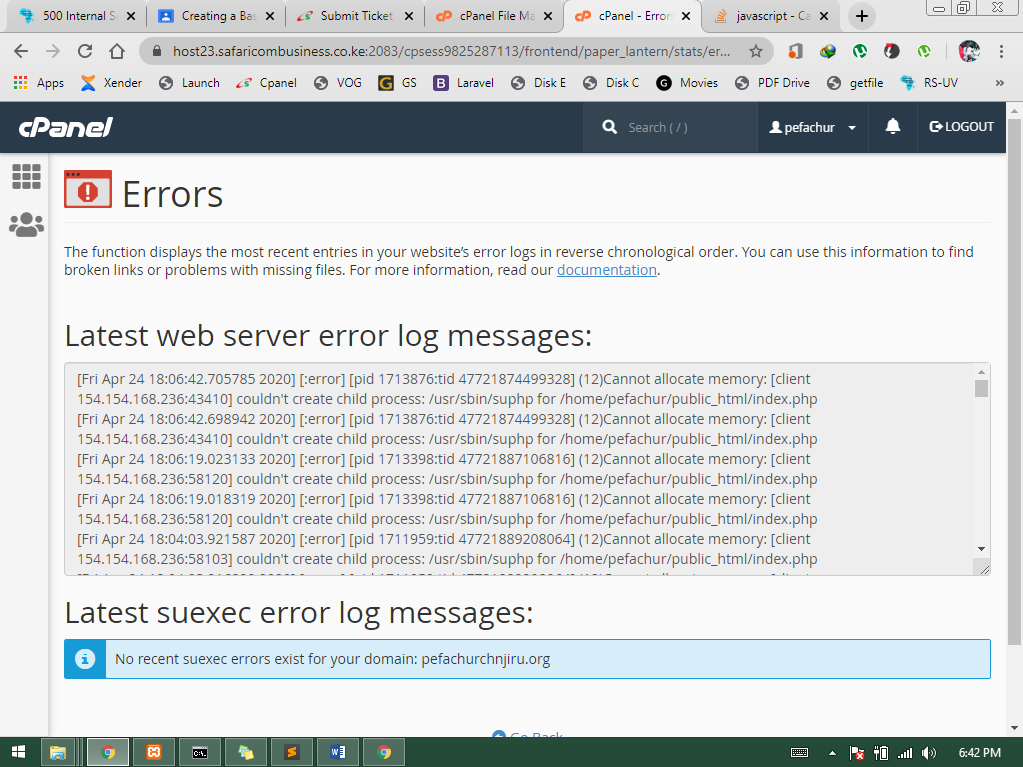 500 Internal S
Creating a Bas
Submit Ticket
cPanel File Ma
cPanel - Error
javascript - Ca
host23.safaricombusiness.co.ke:2083/cpsess9825287113/frontend/paper_lantern/stats/er...
Apps
Xender
Launch
Cpanel
VOG
GS
Laravel
Disk E
Disk C
Movies
PDF Drive
getfile
RS-UV
»
cPanel
Search ( / )
pefachur
LOGOUT
Errors
The function displays the most recent entries in your website’s error logs in reverse chronological order. You can use this information to find
broken links or problems with missing files. For more information, read our documentation.
Latest web server error log messages:
[Fri Apr 24 18:06:42.705785 2020] [:error] [pid 1713876:tid 47721874499328] (12)Cannot allocate memory: [client
154.154.168.236:43410] couldn't create child process: /usr/sbin/suphp for /home/pefachur/public_html/index.php
[Fri Apr 24 18:06:42.698942 2020] [:error] [pid 1713876:tid 47721874499328] (12)Cannot allocate memory: [client
154.154.168.236:43410] couldn't create child process: /usr/sbin/suphp for /home/pefachur/public_html/index.php
[Fri Apr 24 18:06:19.023133 2020] [:error] [pid 1713398:tid 47721887106816] (12)Cannot allocate memory: [client
154.154.168.236:58120] couldn't create child process: /usr/sbin/suphp for /home/pefachur/public_html/index.php
[Fri Apr 24 18:06:19.018319 2020] [:error] [pid 1713398:tid 47721887106816] (12)Cannot allocate memory: [client
154.154.168.236:58120] couldn't create child process: /usr/sbin/suphp for /home/pefachur/public_html/index.php
[Fri Apr 24 18:04:03.921587 2020] [:error] [pid 1711959:tid 47721889208064] (12)Cannot allocate memory: [client
154.154.168.236:58103] couldn't create child process: /usr/sbin/suphp for /home/pefachur/public_html/index.php
Latest suexec error log messages:
No recent suexec errors exist for your domain: pefachurchnjiru.org
Go Back
6:42 PM